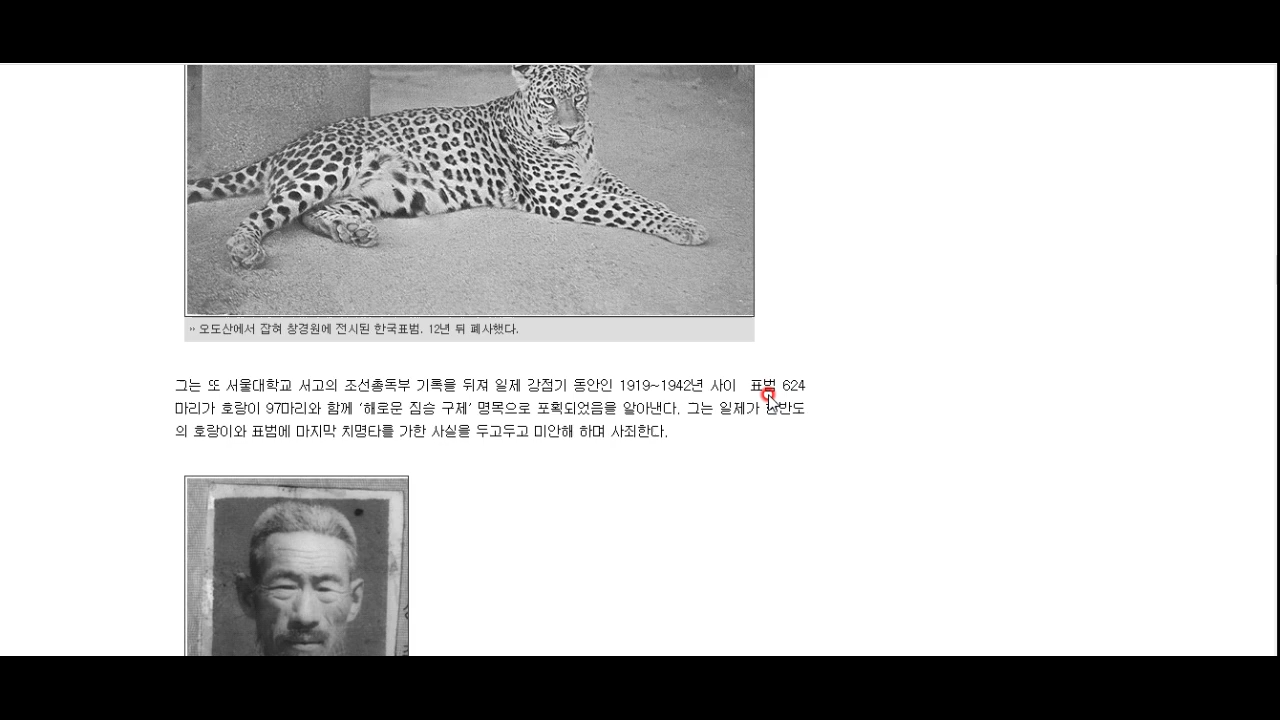 ›› 오도산에서 잡혀 창경원에 전시된 한국표범. 12년 뒤 폐사했다.
그는 또 서울대학교 서고의 조선총독부 기록을 뒤져 일제 강점기 동안인 1919~1942년 사이 표범 624
마리가 호랑이 97마리와 함께 ‘해로운 짐승 구제’ 명목으로 포획되었음을 알아낸다. 그는 일제가 한반도
의 호랑이와 표범에 마지막 치명타를 가한 사실을 두고두고 미안해 하며 사죄한다.